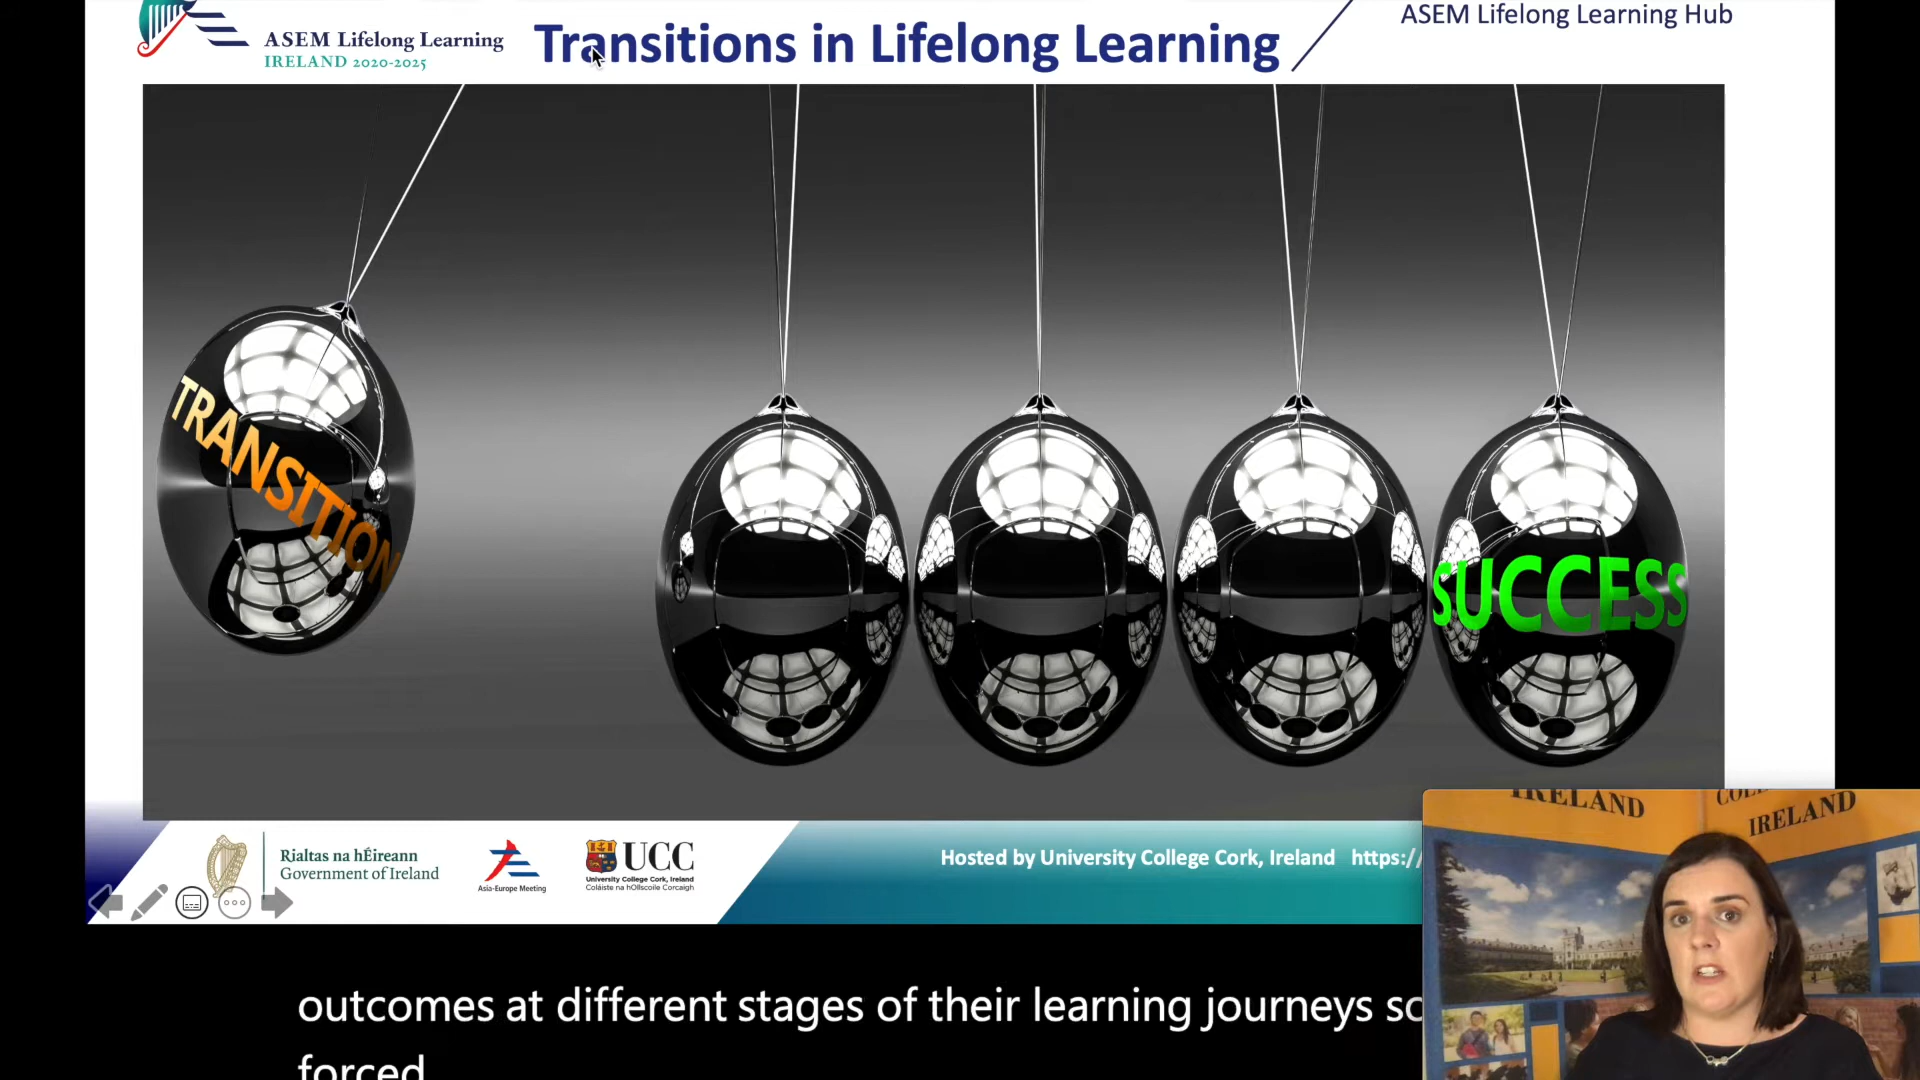 ASEM Lifelong Learning
IRELAND 2020-2025
Transitions in Lifelong Learning
ASEM Lifelong Learning Hub
TRANSITION
SUCCESS
Rialtas na hÉireann
Government of Ireland
Asia-Europe Meeting
UCC
University College Cork, Ireland
Coláiste na hOllscoile Corcaigh
Hosted by University College Cork, Ireland https://
IRELAND
IRELAND
outcomes at different stages of their learning journeys
forced